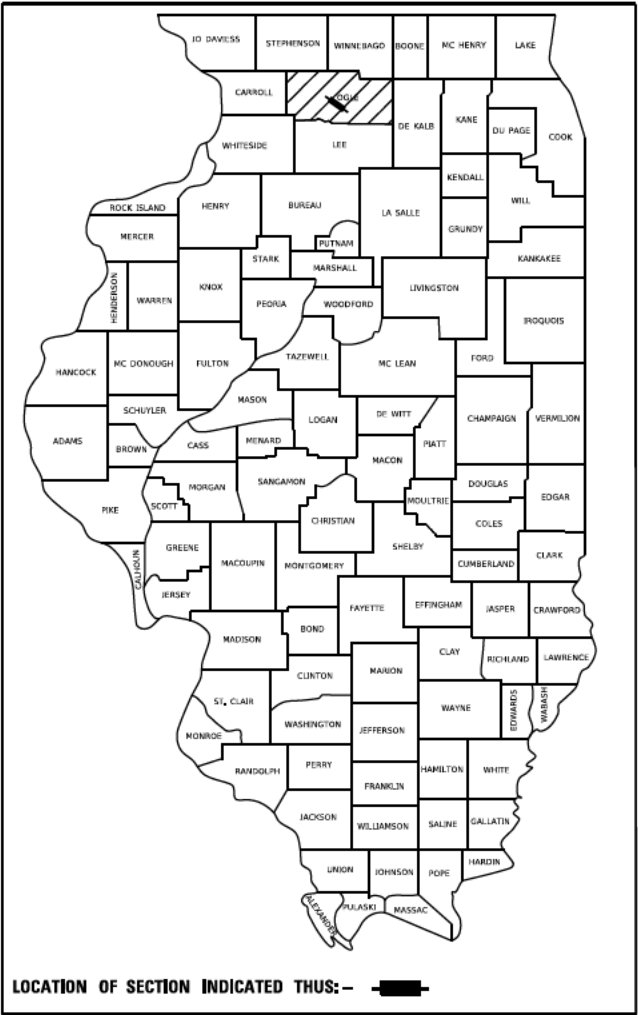 JO DAVIESS
STEPHENSON
WINNEBAGO
BOONE
MC HENRY
LAKE
CARROLL
OGLE
DE KALB
KANE
DU PAGE
COOK
WHITESIDE
LEE
KENDALL
WILL
ROCK ISLAND
HENRY
BUREAU
LA SALLE
GRUNDY
MERCER
PUTNAM
KANKAKEE
STARK
MARSHALL
HENDERSON
WARREN
KNOX
PEORIA
WOODFORD
LIVINGSTON
IROQUOIS
HANCOCK
MC DONOUGH
FULTON
TAZEWELL
MC LEAN
FORD
MASON
SCHUYLER
LOGAN
DE WITT
CHAMPAIGN
VERMILION
ADAMS
BROWN
CASS
MENARD
PIATT
MACON
PIKE
SCOTT
MORGAN
SANGAMON
MOULTRIE
DOUGLAS
EDGAR
CHRISTIAN
COLES
GREENE
MACOUPIN
MONTGOMERY
SHELBY
CUMBERLAND
CLARK
CALHOUN
JERSEY
FAYETTE
EFFINGHAM
JASPER
CRAWFORD
MADISON
BOND
CLAY
RICHLAND
LAWRENCE
CLINTON
MARION
ST. CLAIR
WAYNE
EDWARDS
WABASH
MONROE
WASHINGTON
JEFFERSON
RANDOLPH
PERRY
HAMILTON
WHITE
FRANKLIN
JACKSON
WILLIAMSON
SALINE
GALLATIN
UNION
JOHNSON
POPE
HARDIN
ALEXANDER
PULASKI
MASSAC
LOCATION OF SECTION INDICATED THUS:-